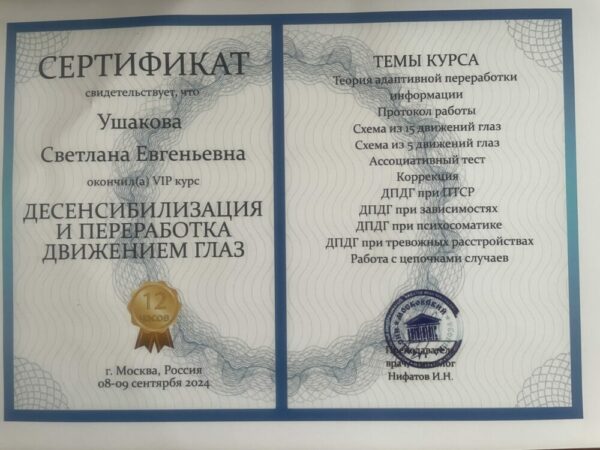 СЕРТИФИКАТ
свидетельствует, что
Ушакова
Светлана Евгеньевна
окончил(а) VIP курс
ДЕСЕНСИБИЛИЗАЦИЯ
И ПЕРЕРАБОТКА
ДВИЖЕНИЕМ ГЛАЗ
12
часов
г. Москва, Россия
08-09 сентября 2024
ТЕМЫ КУРСА
Теория адаптивной переработки
информации
Протокол работы
Схема из 15 движений глаз
Схема из 5 движений глаз
Ассоциативный тест
Коррекция
ДПДГ при ПТСР
ДПДГ при зависимостях
ДПДГ при психосоматике
ДПДГ при тревожных расстройствах
Работа с цепочками случаев
МОСКОВСКИЙ
Преподаватель
Нифатов И.Н.